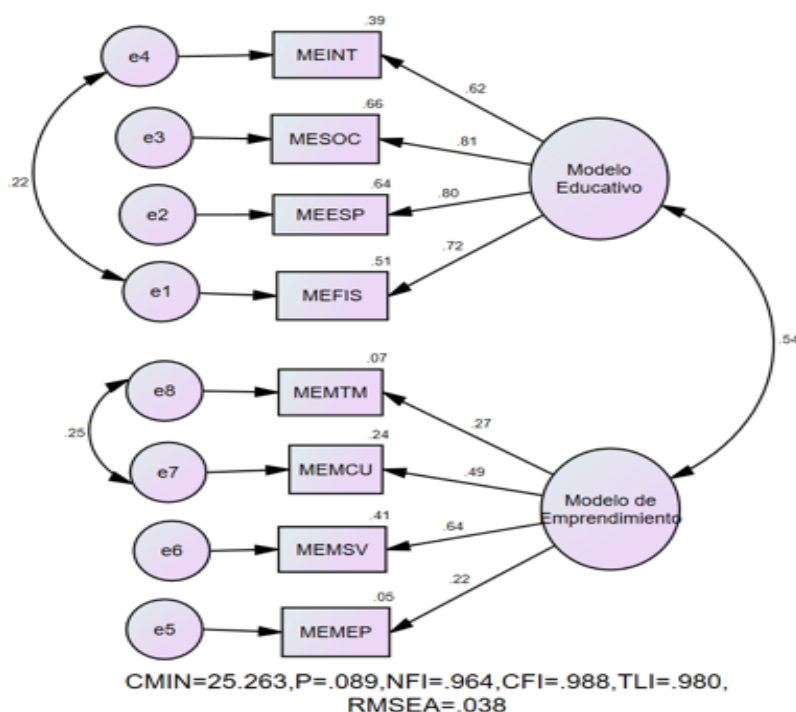 .39
e4
MEINT
.62
.66
e3
MESOC
.81
Modelo
Educativo
.64
e2
MEESP
.80
.22
.72
.51
e1
MEFIS
.54
.07
e8
MEMTM
.27
.25
.24
e7
MEMCU
.49
Modelo de
Emprendimiento
.41
e6
MEMSV
.64
.22
.05
e5
MEMEP
CMIN=25.263,P=.089,NFI=.964,CFI=.988,TLI=.980,
RMSEA=.038